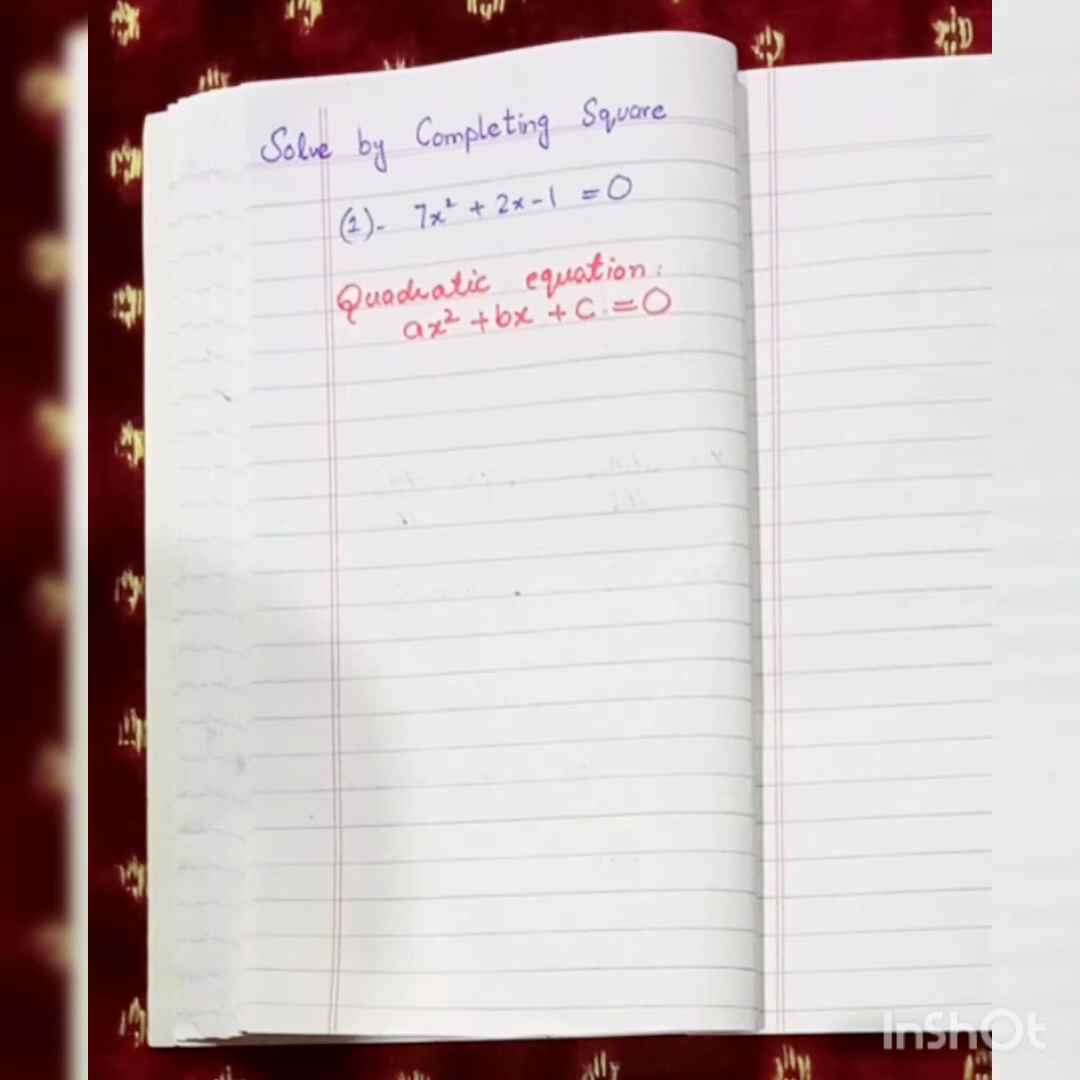 Solve by Completing Square
(1). 7x² + 2x - 1 = 0
Quadratic equation:
ax² + bx + c = 0
InShOt